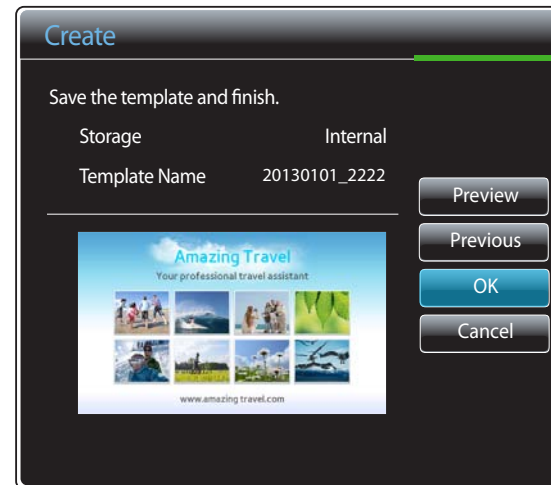 Create
Save the template and finish.
Storage Internal
Template Name 20130101_2222
Amazing Travel
Your professional travel assistant
www.amazing travel.com
Preview
Previous
OK
Cancel